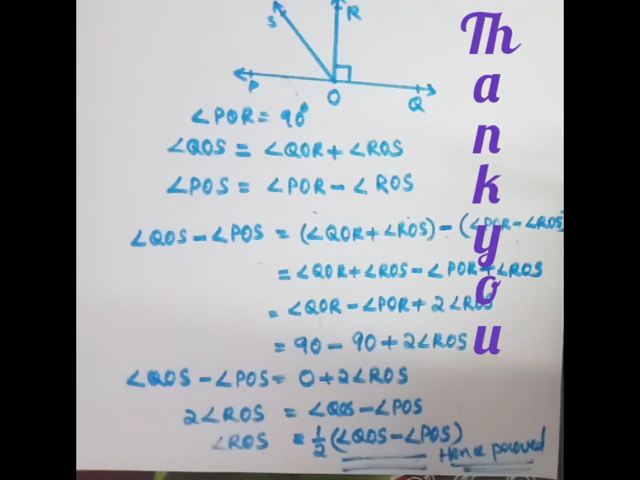 S
R
P
O
Q
∠POR = 90°
∠QOS = ∠QOR + ∠ROS
∠POS = ∠POR - ∠ROS
∠QOS - ∠POS = (∠QOR + ∠ROS) - (∠POR - ∠ROS)
= ∠QOR + ∠ROS - ∠POR + ∠ROS
= ∠QOR - ∠POR + 2∠ROS
= 90 - 90 + 2∠ROS
∠QOS - ∠POS = 0 + 2∠ROS
2∠ROS = ∠QOS - ∠POS
∠ROS = 1/2 (∠QOS - ∠POS)
Hence proved
Thank you